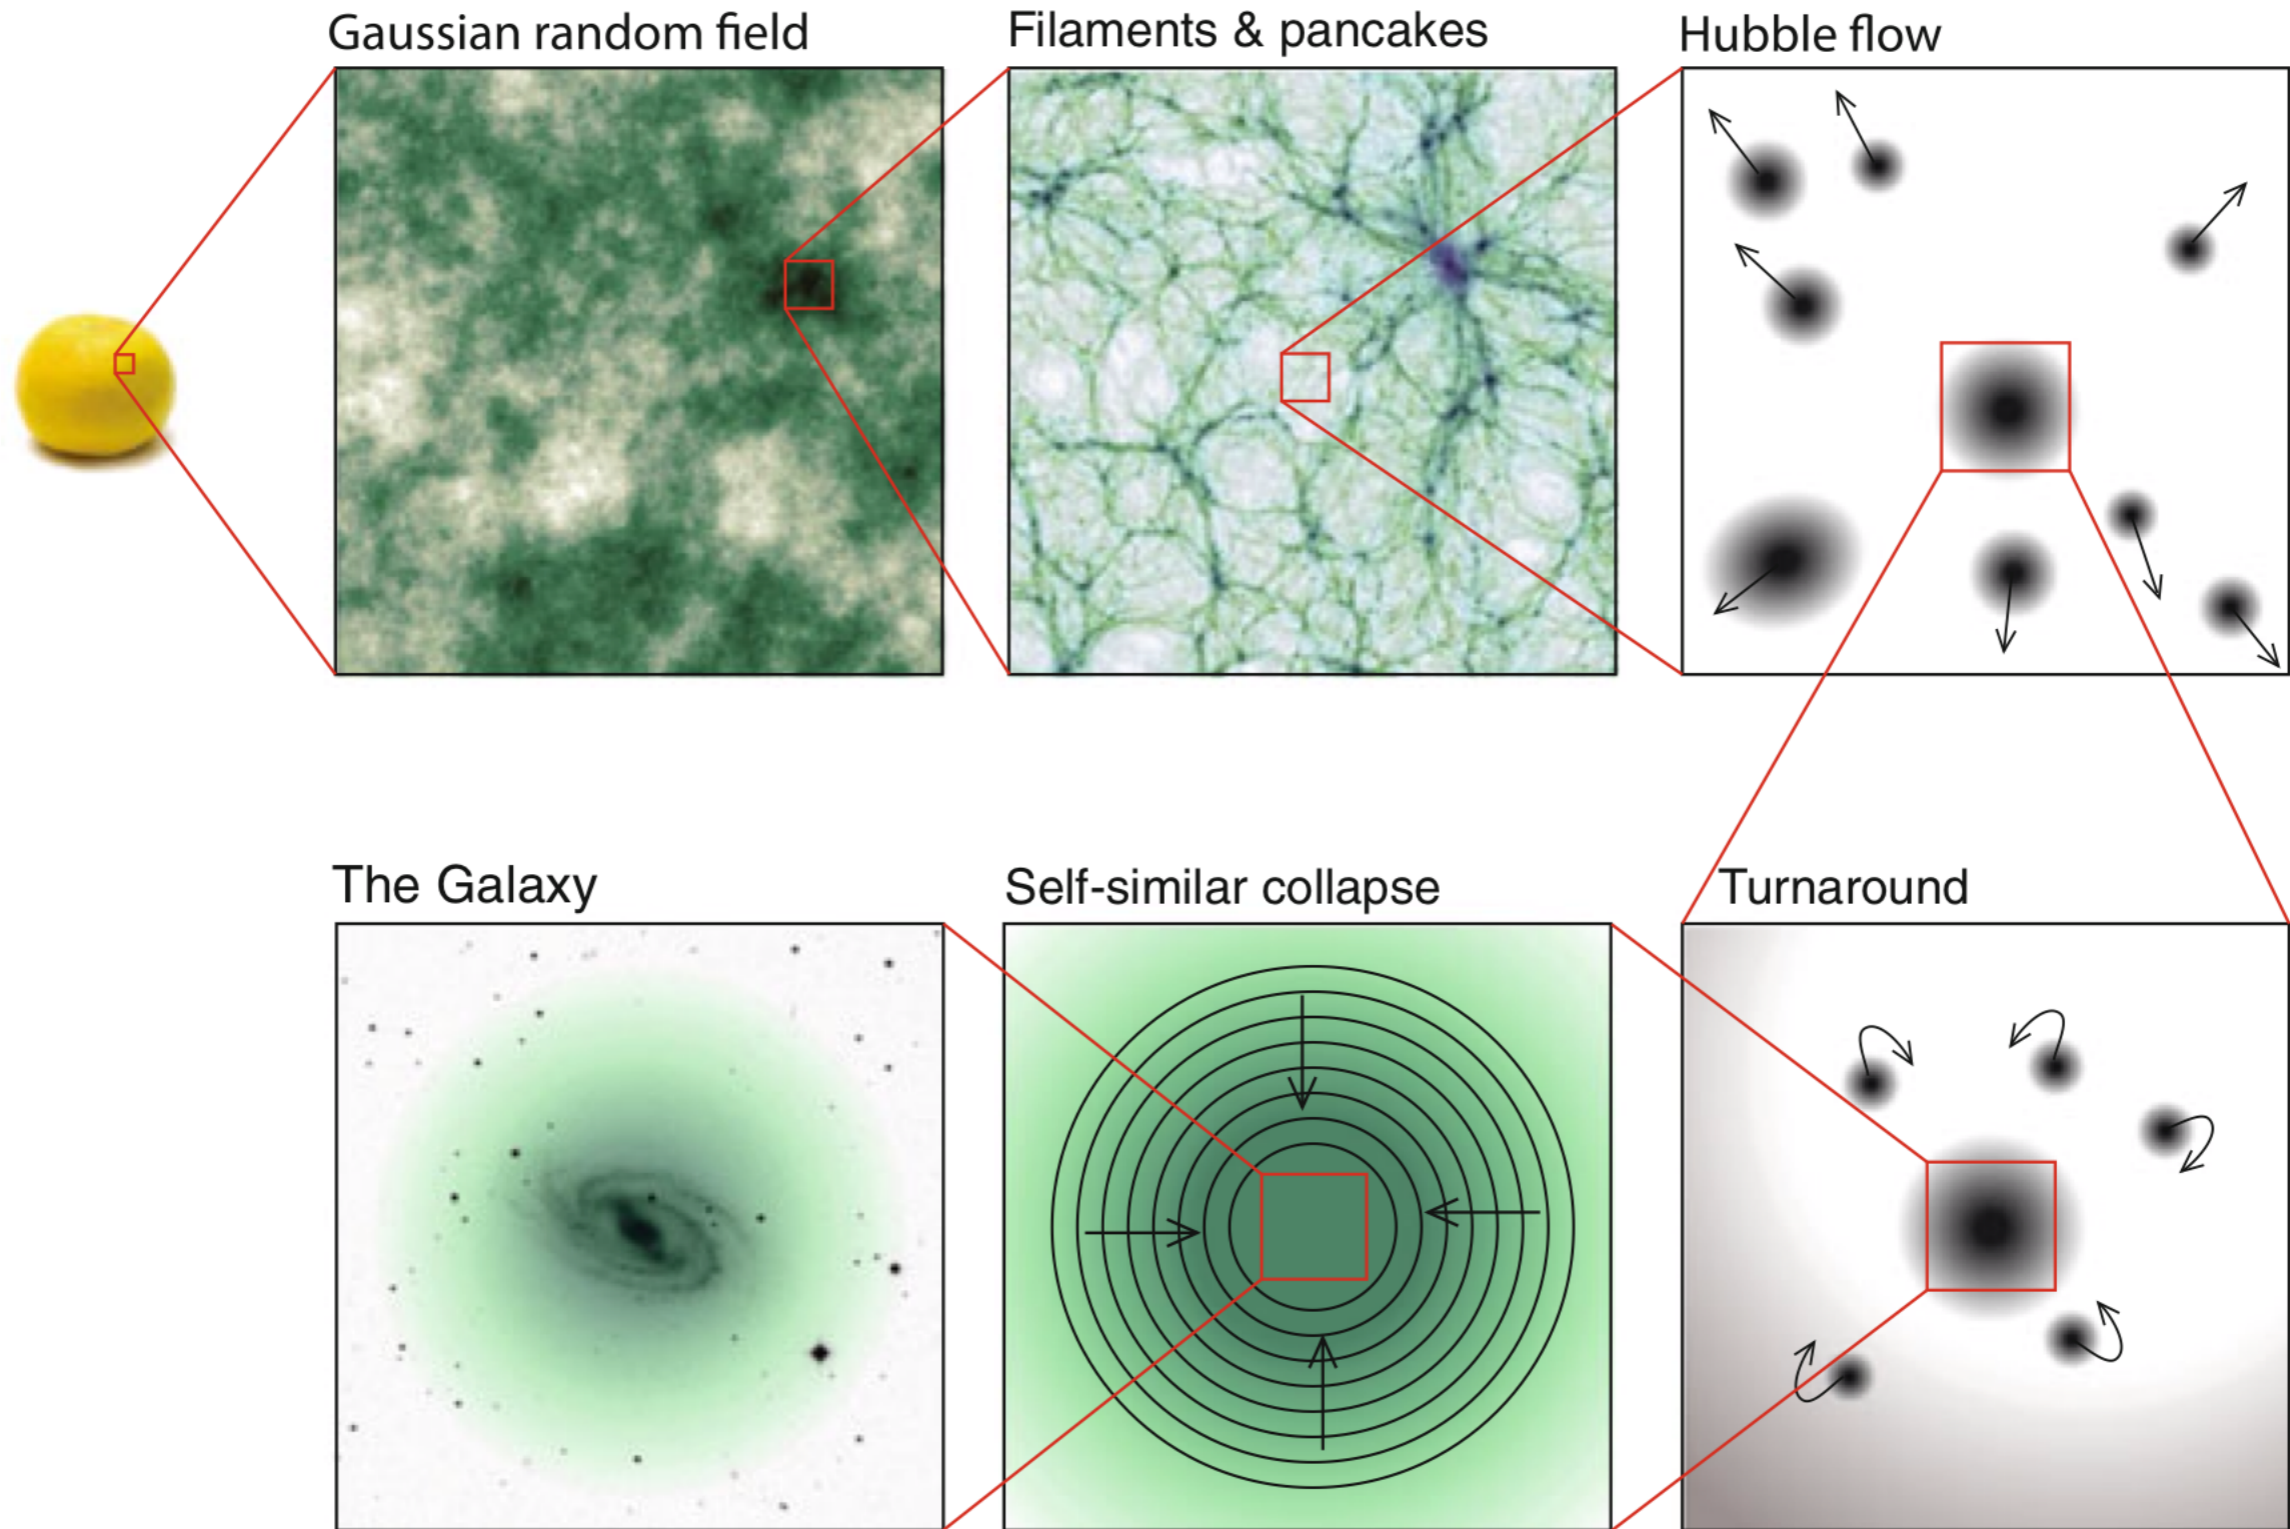 Gaussian random field
Filaments & pancakes
Hubble flow
The Galaxy
Self-similar collapse
Turnaround